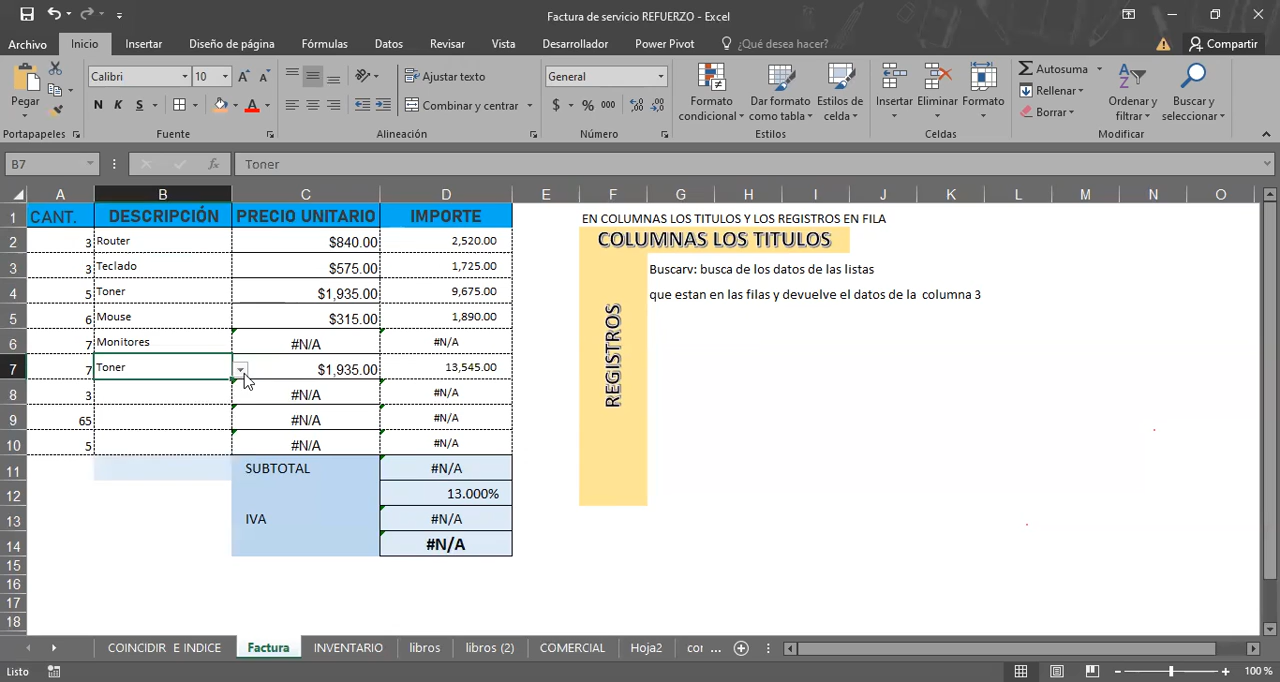 Factura de servicio REFUERZO - Excel
Archivo Inicio Insertar Diseño de página Fórmulas Datos Revisar Vista Desarrollador Power Pivot ¿Qué desea hacer? Compartir
Pegar
Portapapeles
Calibri 10
N K S
Fuente
Ajustar texto
Combinar y centrar
Alineación
General
$ % 000
Número
Formato condicional
Dar formato como tabla
Estilos de celda
Estilos
Insertar Eliminar Formato
Celdas
Autosuma
Rellenar
Borrar
Ordenar y filtrar
Buscar y seleccionar
Modificar
B7 fx Toner
A B C D E F G H I J K L M N O
1 CANT. DESCRIPCIÓN PRECIO UNITARIO IMPORTE EN COLUMNAS LOS TITULOS Y LOS REGISTROS EN FILA
2 3 Router $840.00 2,520.00 COLUMNAS LOS TITULOS
3 3 Teclado $575.00 1,725.00 Buscarv: busca de los datos de las listas
4 5 Toner $1,935.00 9,675.00 que estan en las filas y devuelve el datos de la columna 3
5 6 Mouse $315.00 1,890.00
REGISTROS
6 7 Monitores #N/A #N/A
7 7 Toner $1,935.00 13,545.00
8 3 #N/A #N/A
9 65 #N/A #N/A
10 5 #N/A #N/A
11 SUBTOTAL #N/A
12 13.000%
13 IVA #N/A
14 #N/A
15
16
17
18
COINCIDIR E INDICE Factura INVENTARIO libros libros (2) COMERCIAL Hoja2 cor ...
Listo 100 %